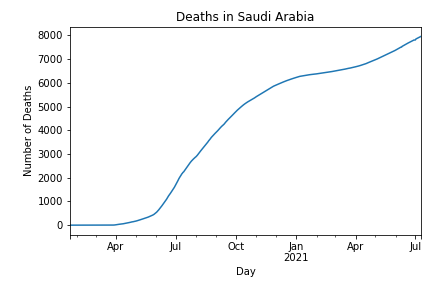 Deaths in Saudi Arabia
Number of Deaths
8000
7000
6000
5000
4000
3000
2000
1000
0
Apr
Jul
Oct
Jan
2021
Apr
Jul
Day